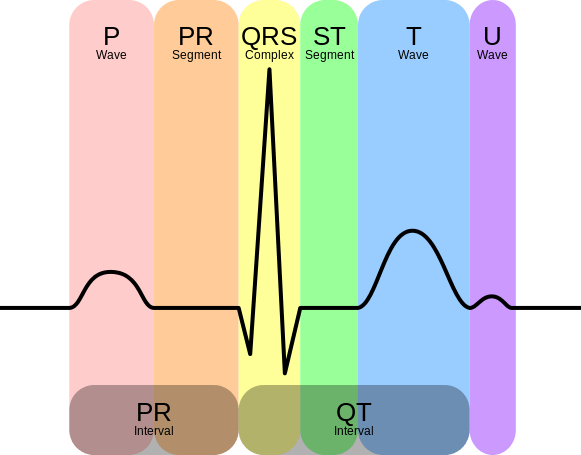 P
Wave
PR
Segment
QRS
Complex
ST
Segment
T
Wave
U
Wave
PR
Interval
QT
Interval